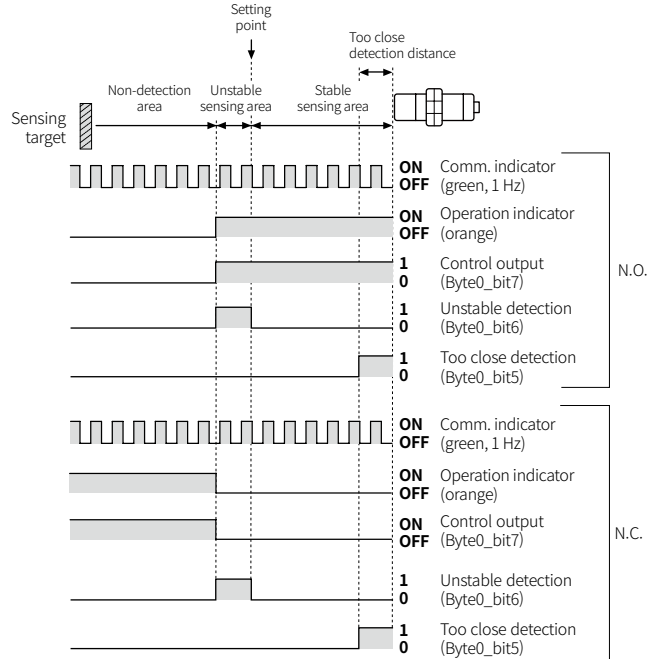 Setting
point
Too close
detection distance
Non-detection
area
Unstable
sensing area
Stable
sensing area
Sensing
target
ON
OFF
Comm. indicator
(green, 1 Hz)
ON
OFF
Operation indicator
(orange)
1
0
Control output
(Byte0_bit7)
1
0
Unstable detection
(Byte0_bit6)
1
0
Too close detection
(Byte0_bit5)
N.O.
ON
OFF
Comm. indicator
(green, 1 Hz)
ON
OFF
Operation indicator
(orange)
ON
OFF
Control output
(Byte0_bit7)
1
0
Unstable detection
(Byte0_bit6)
1
0
Too close detection
(Byte0_bit5)
N.C.